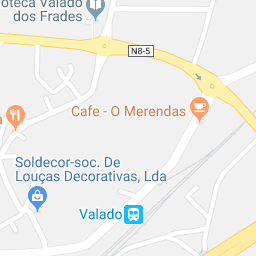 oteca Valado
dos Frades
N8-5
Cafe - O Merendas
Soldecor-soc. De
Louças Decorativas, Lda
Valado